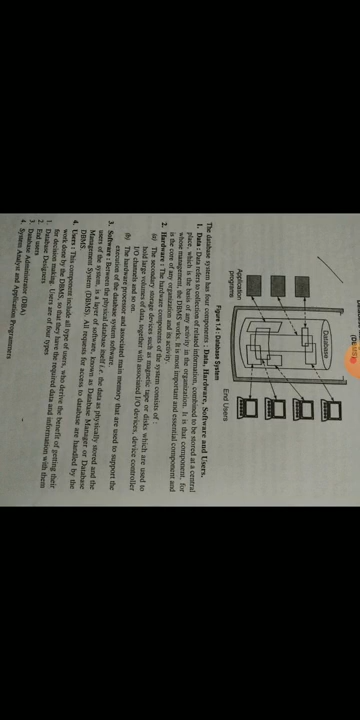 (DBMS)
Database
Application
programs
End Users
Figure 1.4 : Database System
The database system has four components : Data, Hardware, Software and Users.
1. Data : Data refers to collection of related information, combined to be stored at a central
place, which is the basis of any activity in the organization. Is that component, for
whose management, the DBMS works. It is most important and essential component and
is the core of any organization and its activity.
2. Hardware : The hardware components of the system consists of -
(a) The secondary storage devices such as magnetic tape or disks which are used to
hold large volumes of data, together with associated I/O devices, device controller
I/O channels and so on.
(b) The hardware processor and associated main memory that are used to support the
execution of the database system software.
3. Software : Between the physical database itself i.e. the data as physically stored and the
users of the system, is a layer of software, known as Database Manager or Database
Management System (DBMS). All requests for access to database are handled by the
DBMS.
4. Users : This component include all type of users, who derive the benefit of getting their
work done by the DBMS, so that they have the required data and information with them
for decision making. Users are of four types
1. Database Designers
2. End users
3. Database Administrator (DBA)
4. System Analyst and Application Programmers